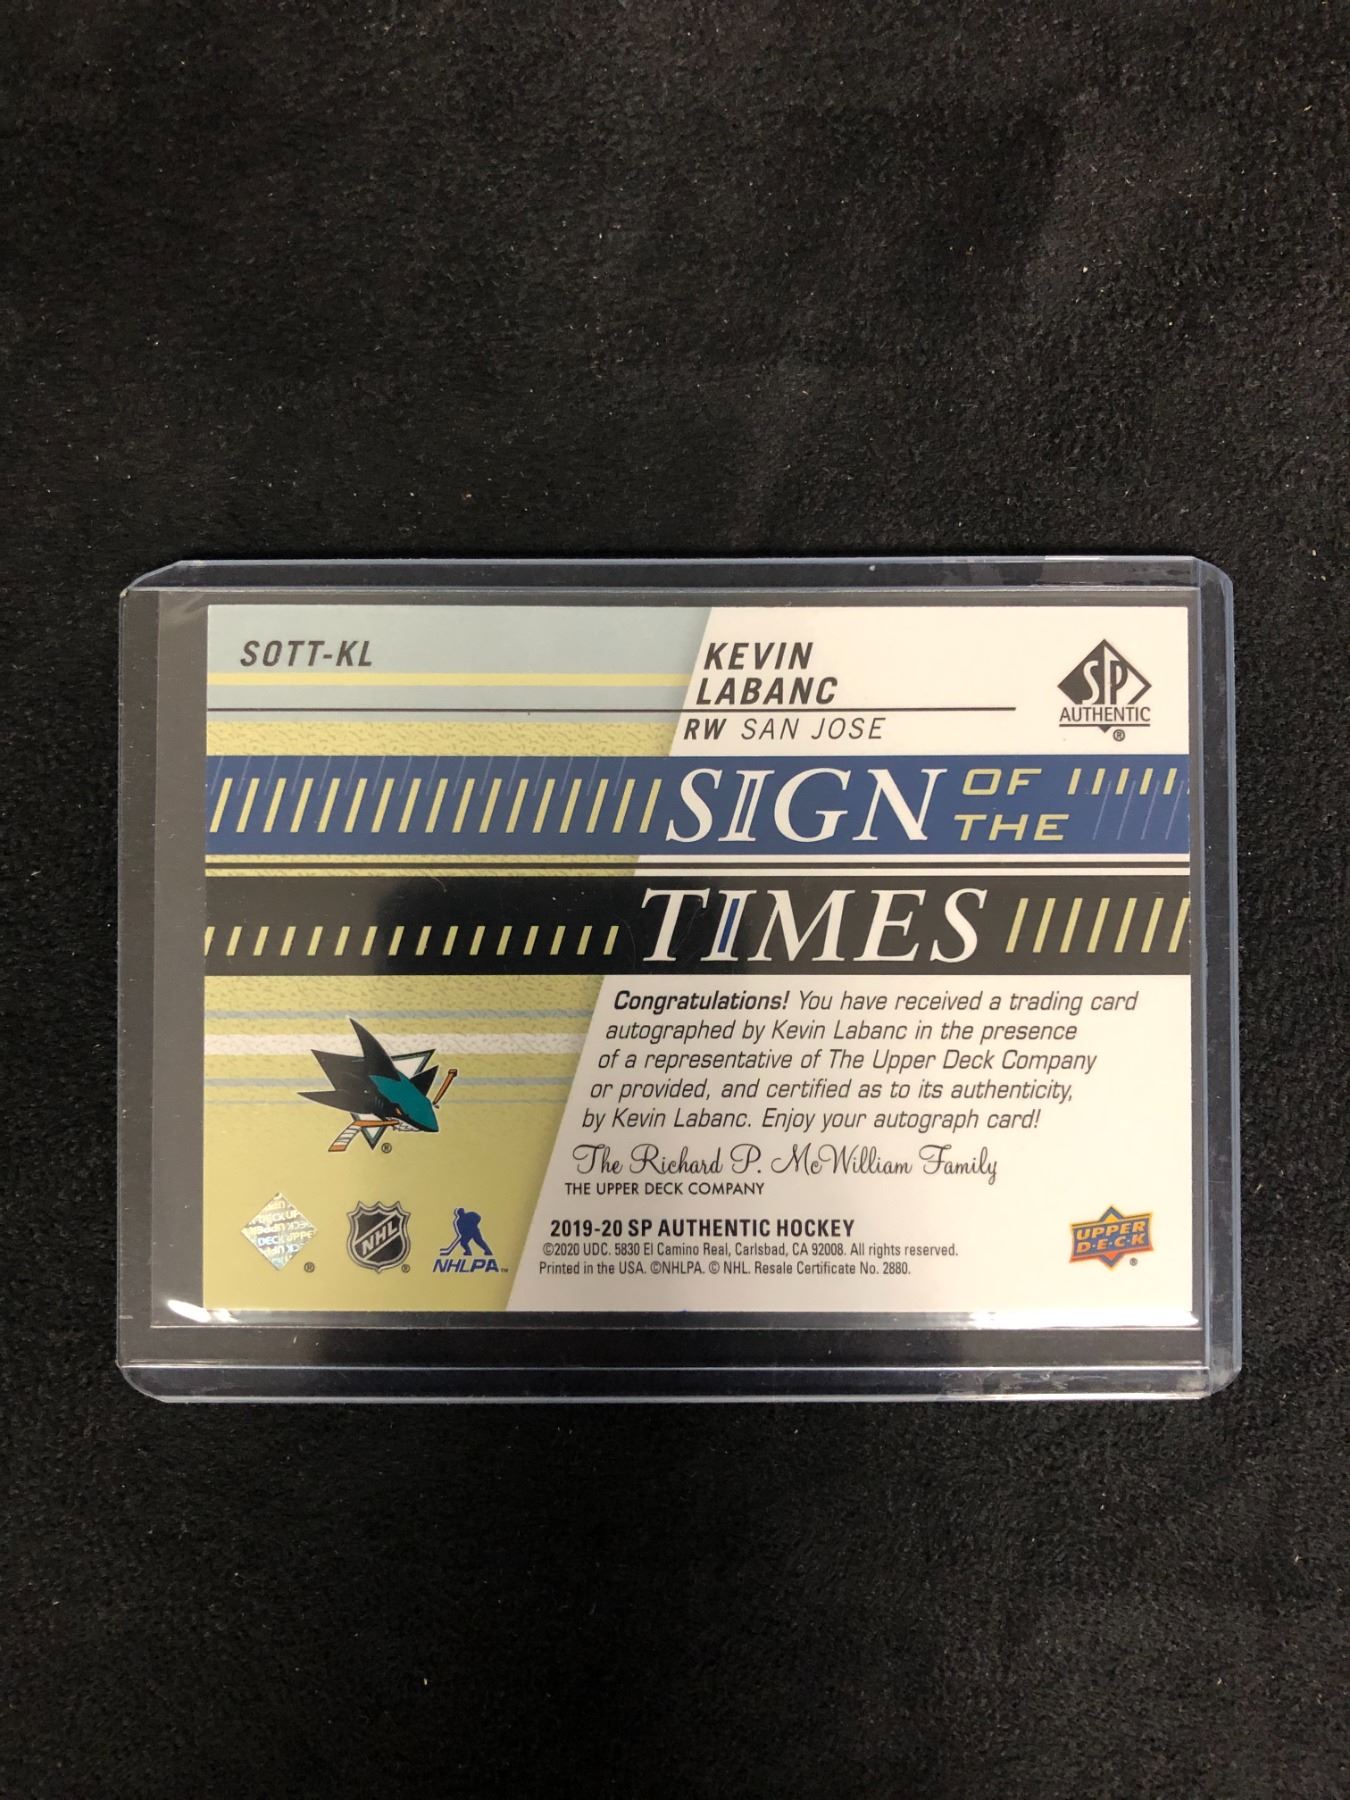 SOTT-KL
KEVIN
LABANC
RW SAN JOSE
SP
AUTHENTIC
®
SIGN OF
THE
TIMES
Congratulations! You have received a trading card
autographed by Kevin Labanc in the presence
of a representative of The Upper Deck Company
or provided, and certified as to its authenticity,
by Kevin Labanc. Enjoy your autograph card!
The Richard P. McWilliam Family
THE UPPER DECK COMPANY
2019-20 SP AUTHENTIC HOCKEY
©2020 UDC. 5830 El Camino Real, Carlsbad, CA 92008. All rights reserved.
Printed in the USA. ©NHLPA. © NHL. Resale Certificate No. 2880.
NHL
NHLPA™
UPPER
D·E·C·K
®